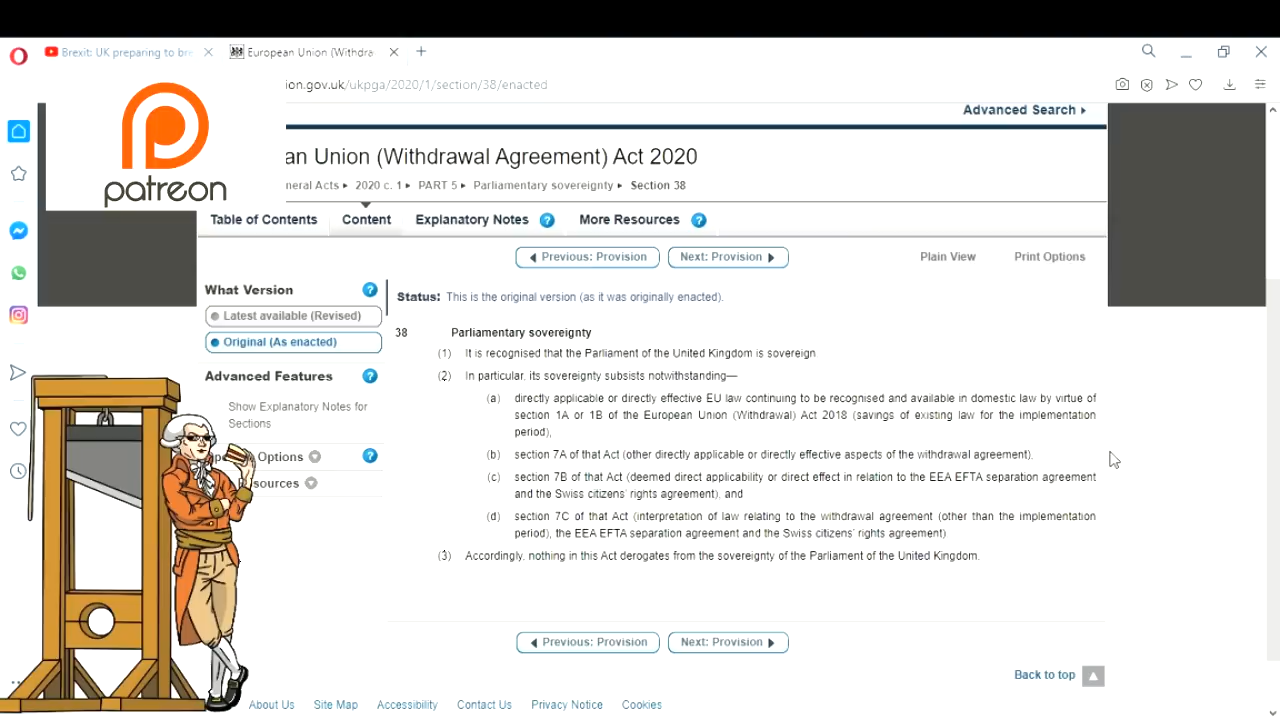 Brexit: UK preparing to bre
European Union (Withdra
ion.gov.uk/ukpga/2020/1/section/38/enacted
patreon
Advanced Search
an Union (Withdrawal Agreement) Act 2020
neral Acts 2020 c. 1 PART 5 Parliamentary sovereignty Section 38
Table of Contents Content Explanatory Notes ? More Resources ?
Previous: Provision Next: Provision Plain View Print Options
What Version ?
Latest available (Revised)
Original (As enacted)
Advanced Features ?
Show Explanatory Notes for
Sections
Options ?
esources
Status: This is the original version (as it was originally enacted).
38 Parliamentary sovereignty
(1) It is recognised that the Parliament of the United Kingdom is sovereign
(2) In particular, its sovereignty subsists notwithstanding—
(a) directly applicable or directly effective EU law continuing to be recognised and available in domestic law by virtue of
section 1A or 1B of the European Union (Withdrawal) Act 2018 (savings of existing law for the implementation
period),
(b) section 7A of that Act (other directly applicable or directly effective aspects of the withdrawal agreement),
(c) section 7B of that Act (deemed direct applicability or direct effect in relation to the EEA EFTA separation agreement
and the Swiss citizens' rights agreement), and
(d) section 7C of that Act (interpretation of law relating to the withdrawal agreement (other than the implementation
period), the EEA EFTA separation agreement and the Swiss citizens' rights agreement)
(3) Accordingly, nothing in this Act derogates from the sovereignty of the Parliament of the United Kingdom.
Previous: Provision Next: Provision
Back to top
About Us Site Map Accessibility Contact Us Privacy Notice Cookies